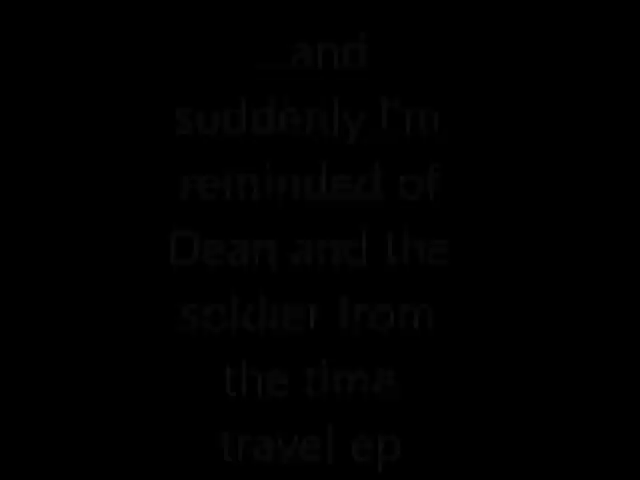 ...and
suddenly I'm
reminded of
Dean and the
soldier from
the time
travel ep